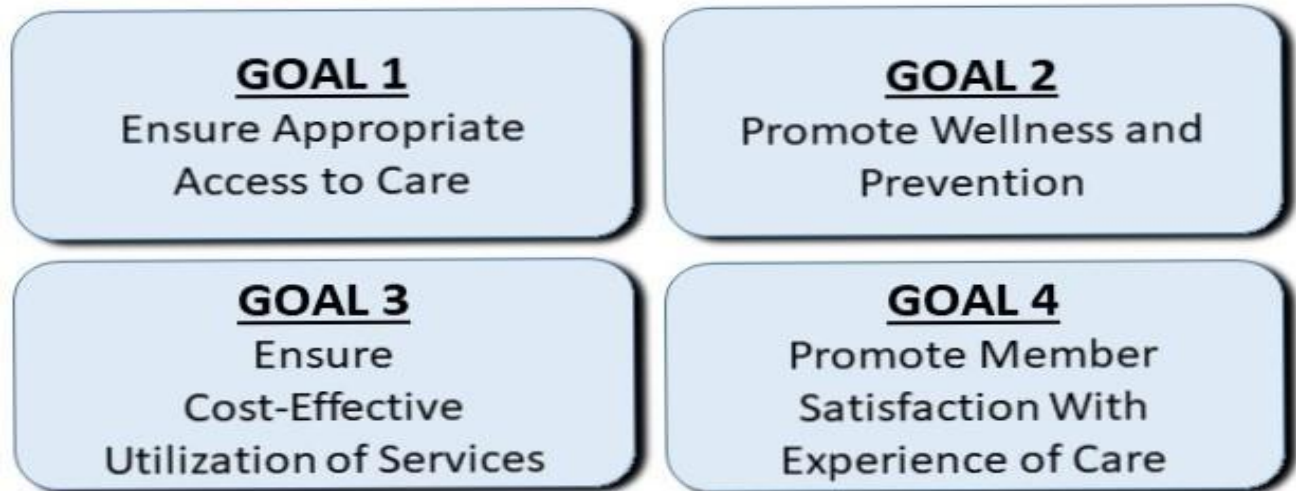 GOAL 1
Ensure Appropriate
Access to Care
GOAL 2
Promote Wellness and
Prevention
GOAL 3
Ensure
Cost-Effective
Utilization of Services
GOAL 4
Promote Member
Satisfaction With
Experience of Care